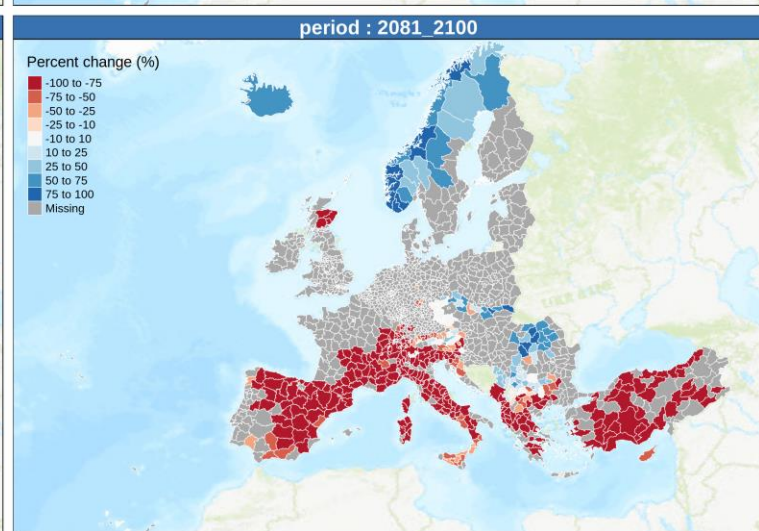 period : 2081_2100
Percent change (%)
-100 to -75
-75 to -50
-50 to -25
-25 to -10
-10 to 10
10 to 25
25 to 50
50 to 75
75 to 100
Missing